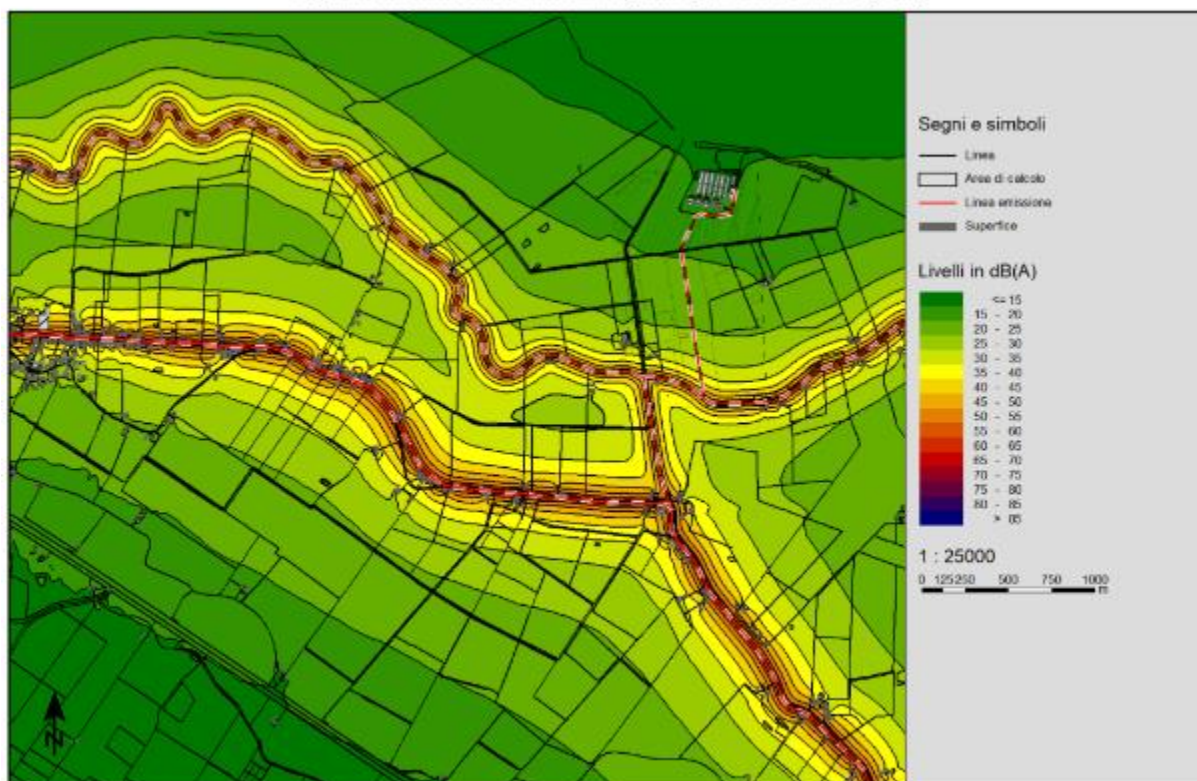 Segni e simboli
Linea
Area di calcolo
Linea emissione
Superfice
Livelli in dB(A)
<= 15
15 - 20
20 - 25
25 - 30
30 - 35
35 - 40
40 - 45
45 - 50
50 - 55
55 - 60
60 - 65
65 - 70
70 - 75
75 - 80
80 - 85
> 85
1 : 25000
0 125250 500 750 1000
m
N